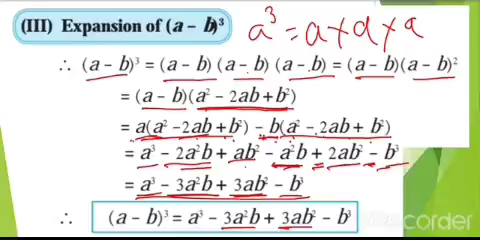 (III) Expansion of (a – b)³
a³ = a × a × a
∴ (a – b)³ = (a – b) (a – b) (a – b) = (a – b)(a – b)²
= (a – b)(a² – 2ab + b²)
= a(a² – 2ab + b²) – b(a² – 2ab + b²)
= a³ – 2a²b + ab² – a²b + 2ab² – b³
= a³ – 3a²b + 3ab² – b³
∴ (a – b)³ = a³ – 3a²b + 3ab² – b³
Recorder